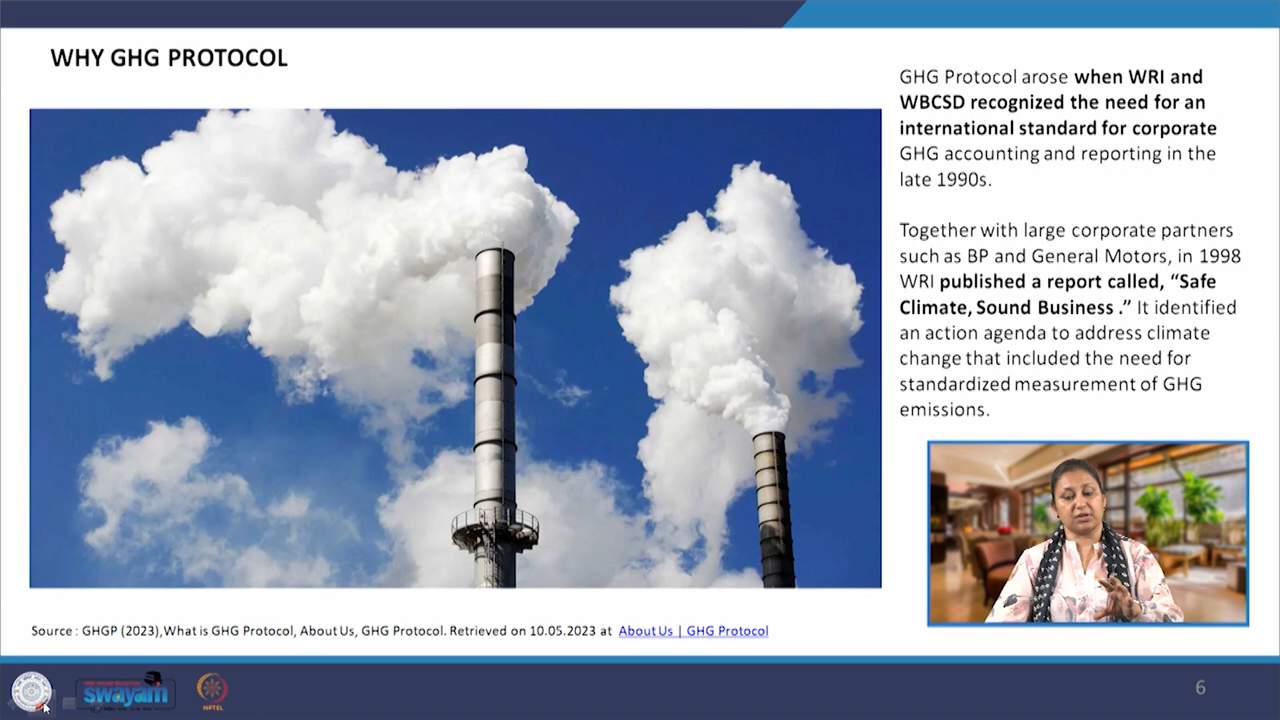 WHY GHG PROTOCOL
GHG Protocol arose when WRI and
WBCSD recognized the need for an
international standard for corporate
GHG accounting and reporting in the
late 1990s.
Together with large corporate partners
such as BP and General Motors, in 1998
WRI published a report called, “Safe
Climate, Sound Business .” It identified
an action agenda to address climate
change that included the need for
standardized measurement of GHG
emissions.
Source : GHGP (2023),What is GHG Protocol, About Us, GHG Protocol. Retrieved on 10.05.2023 at About Us | GHG Protocol
swayam
NPTEL
6